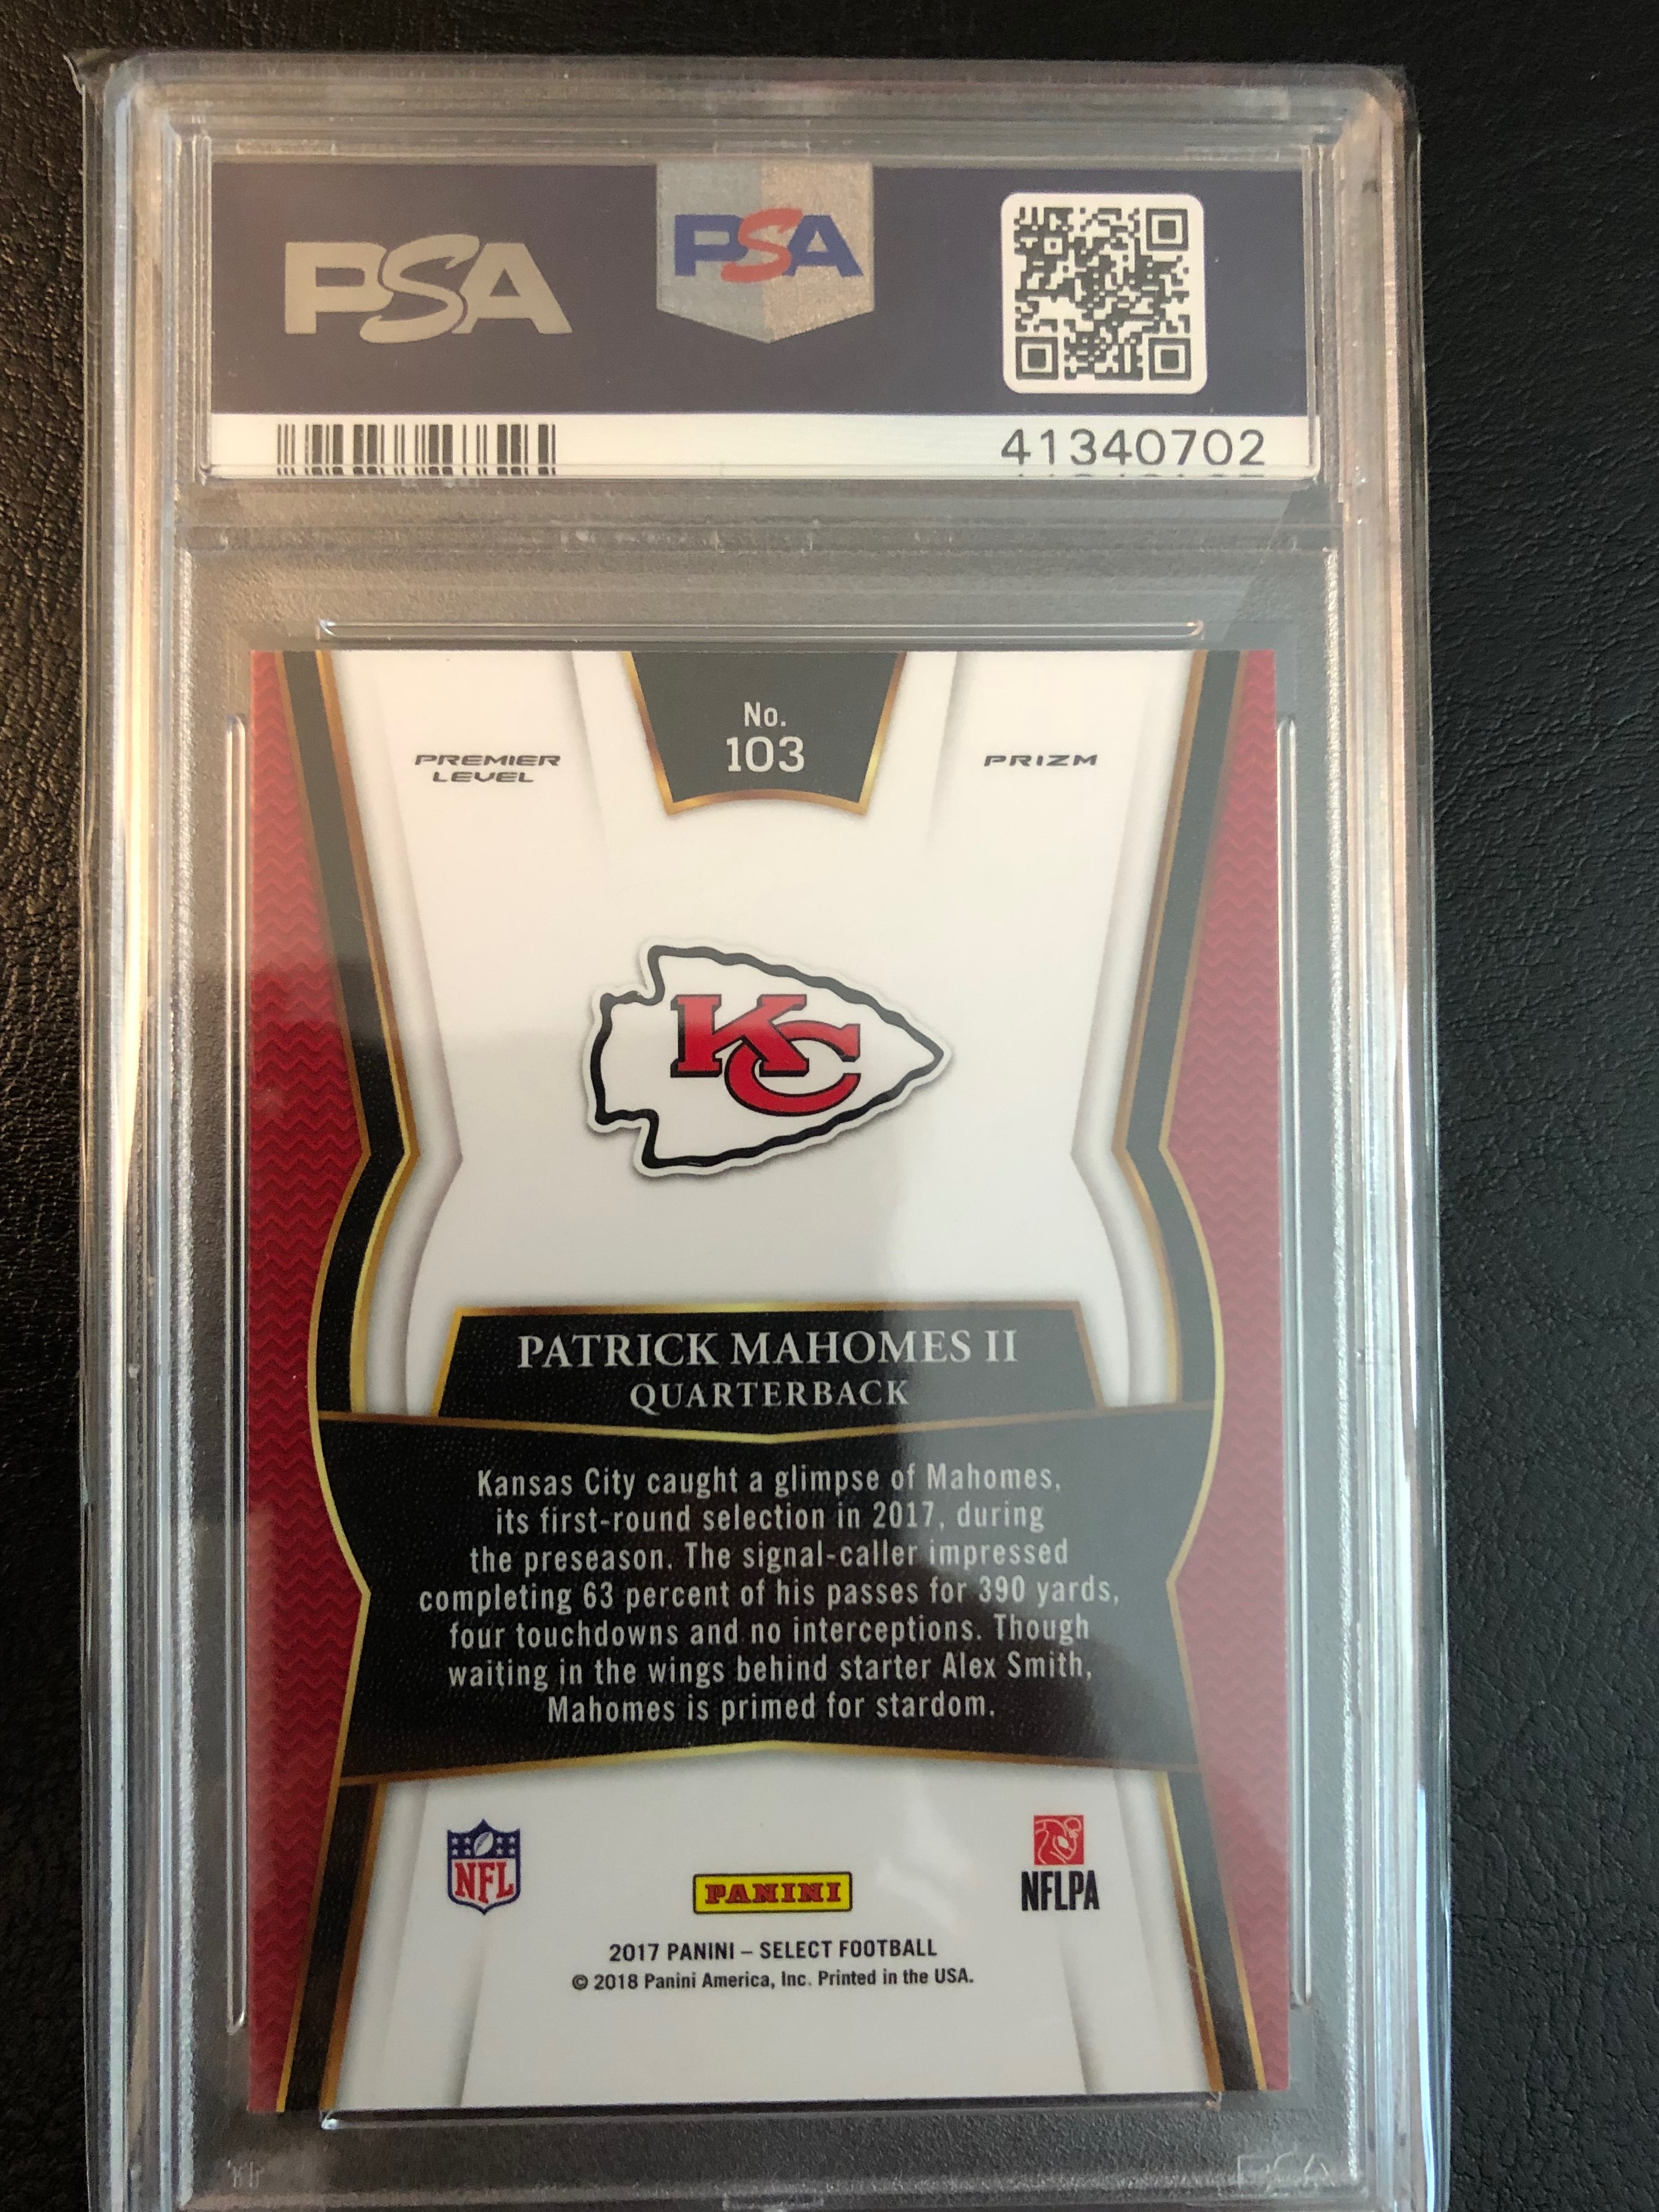 PSA
PSA
41340702
No.
103
PREMIER
LEVEL
PRIZM
KC
PATRICK MAHOMES II
QUARTERBACK
Kansas City caught a glimpse of Mahomes,
its first-round selection in 2017, during
the preseason. The signal-caller impressed
completing 63 percent of his passes for 390 yards,
four touchdowns and no interceptions. Though
waiting in the wings behind starter Alex Smith,
Mahomes is primed for stardom.
NFL
PANINI
NFLPA
2017 PANINI – SELECT FOOTBALL
© 2018 Panini America, Inc. Printed in the USA.
PSA